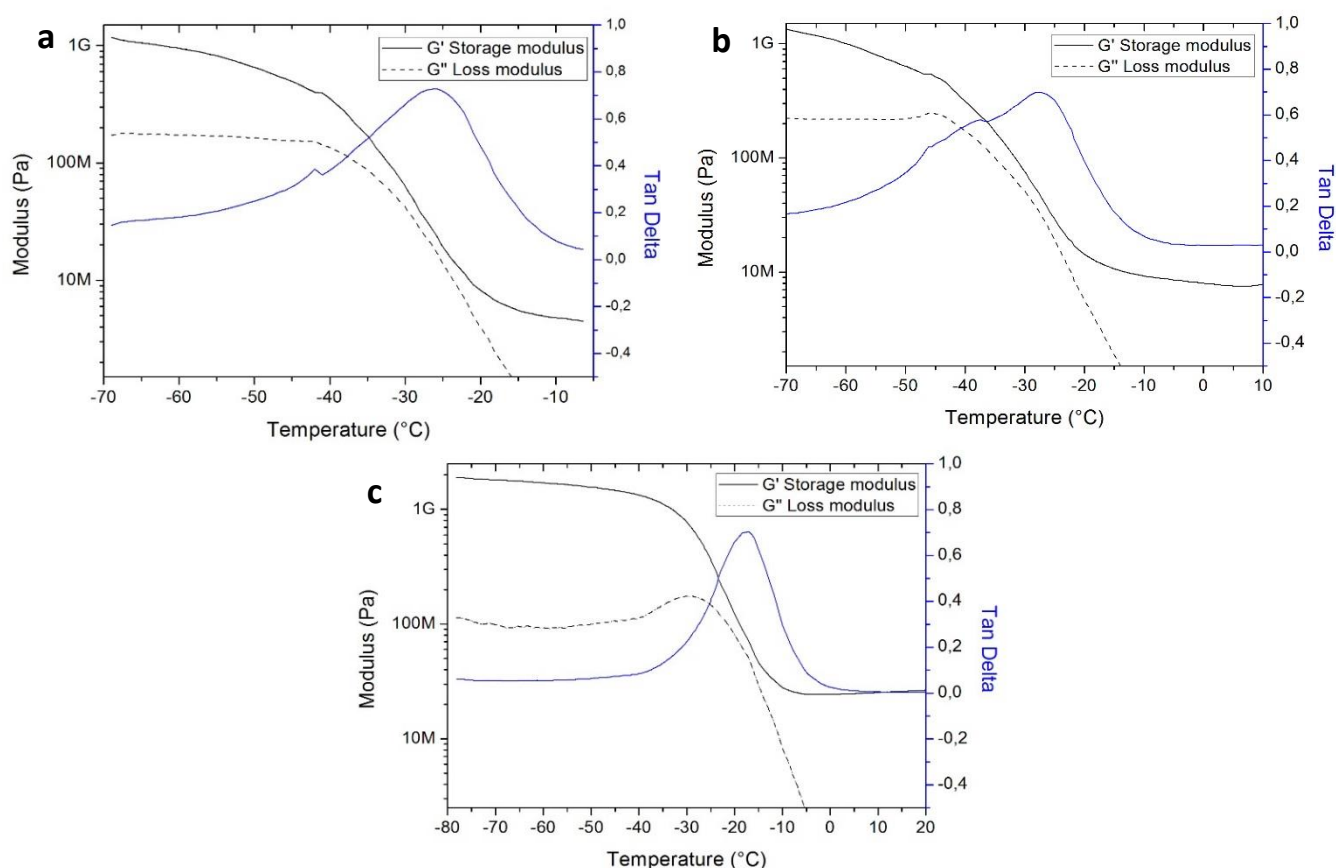 a
G' Storage modulus
G'' Loss modulus
1G
100M
10M
Modulus (Pa)
1,0
0,8
0,6
0,4
0,2
0,0
-0,2
-0,4
Tan Delta
-70 -60 -50 -40 -30 -20 -10
Temperature (°C)
b
G' Storage modulus
G'' Loss modulus
1G
100M
10M
Modulus (Pa)
1,0
0,8
0,6
0,4
0,2
0,0
-0,2
-0,4
Tan Delta
-70 -60 -50 -40 -30 -20 -10 0 10
Temperature (°C)
c
G' Storage modulus
G'' Loss modulus
1G
100M
10M
Modulus (Pa)
1,0
0,8
0,6
0,4
0,2
0,0
-0,2
-0,4
Tan Delta
-80 -70 -60 -50 -40 -30 -20 -10 0 10 20
Temperature (°C)